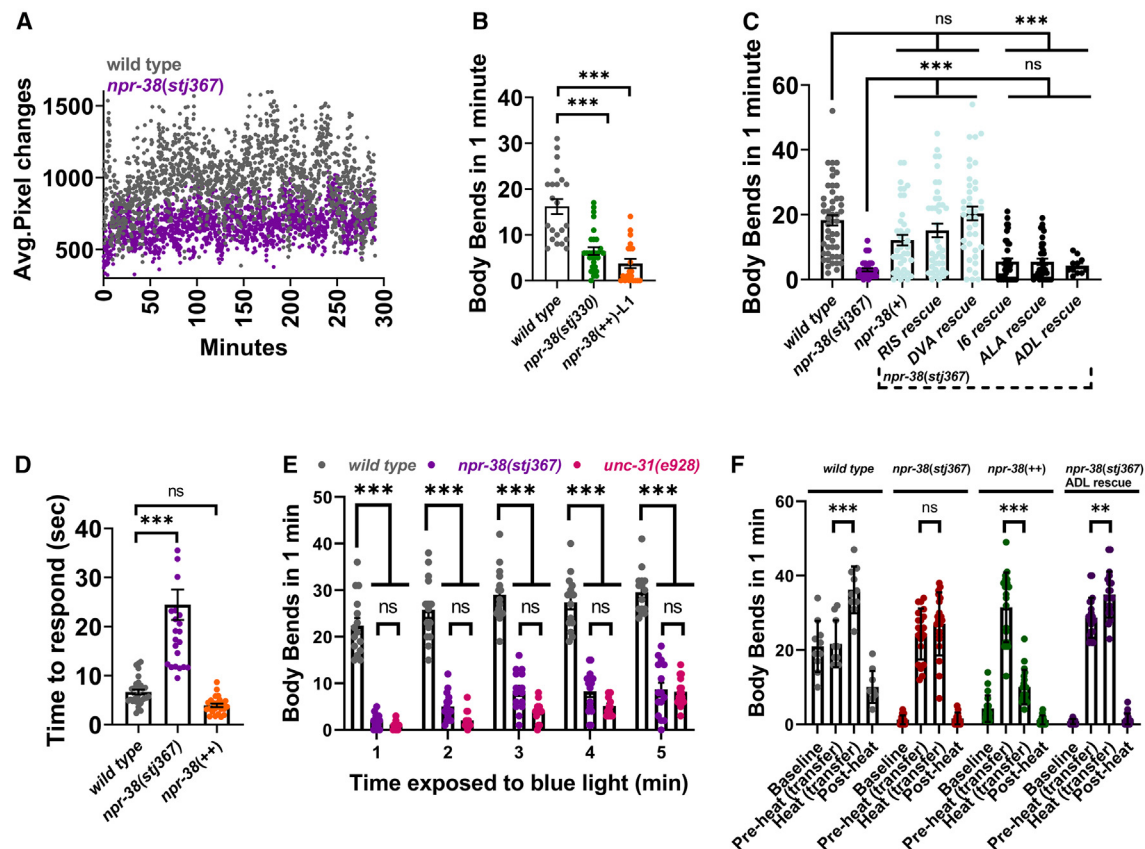 A
wild type
npr-38(stj367)
Avg.Pixel changes
1500
1000
500
0
50
100
150
200
250
300
Minutes
B
Body Bends in 1 minute
40
30
20
10
0
***
***
wild type
npr-38(stj330)
npr-38(++)-L1
C
Body Bends in 1 minute
60
40
20
0
ns
***
***
ns
wild type
npr-38(stj367)
npr-38(+)
RIS rescue
DVA rescue
I6 rescue
ALA rescue
ADL rescue
npr-38(stj367)
D
Time to respond (sec)
40
30
20
10
0
ns
***
wild type
npr-38(stj367)
npr-38(++)
E
wild type
npr-38(stj367)
unc-31(e928)
Body Bends in 1 min
50
40
30
20
10
0
***
***
***
***
***
ns
ns
ns
ns
ns
1
2
3
4
5
Time exposed to blue light (min)
F
wild type
npr-38(stj367)
npr-38(++)
npr-38(stj367)
ADL rescue
Body Bends in 1 min
60
40
20
0
***
ns
***
**
Baseline
Pre-heat (transfer)
Heat (transfer)
Post-heat
Baseline
Pre-heat (transfer)
Heat (transfer)
Post-heat
Baseline
Pre-heat (transfer)
Heat (transfer)
Post-heat
Baseline
Pre-heat (transfer)
Heat (transfer)
Post-heat